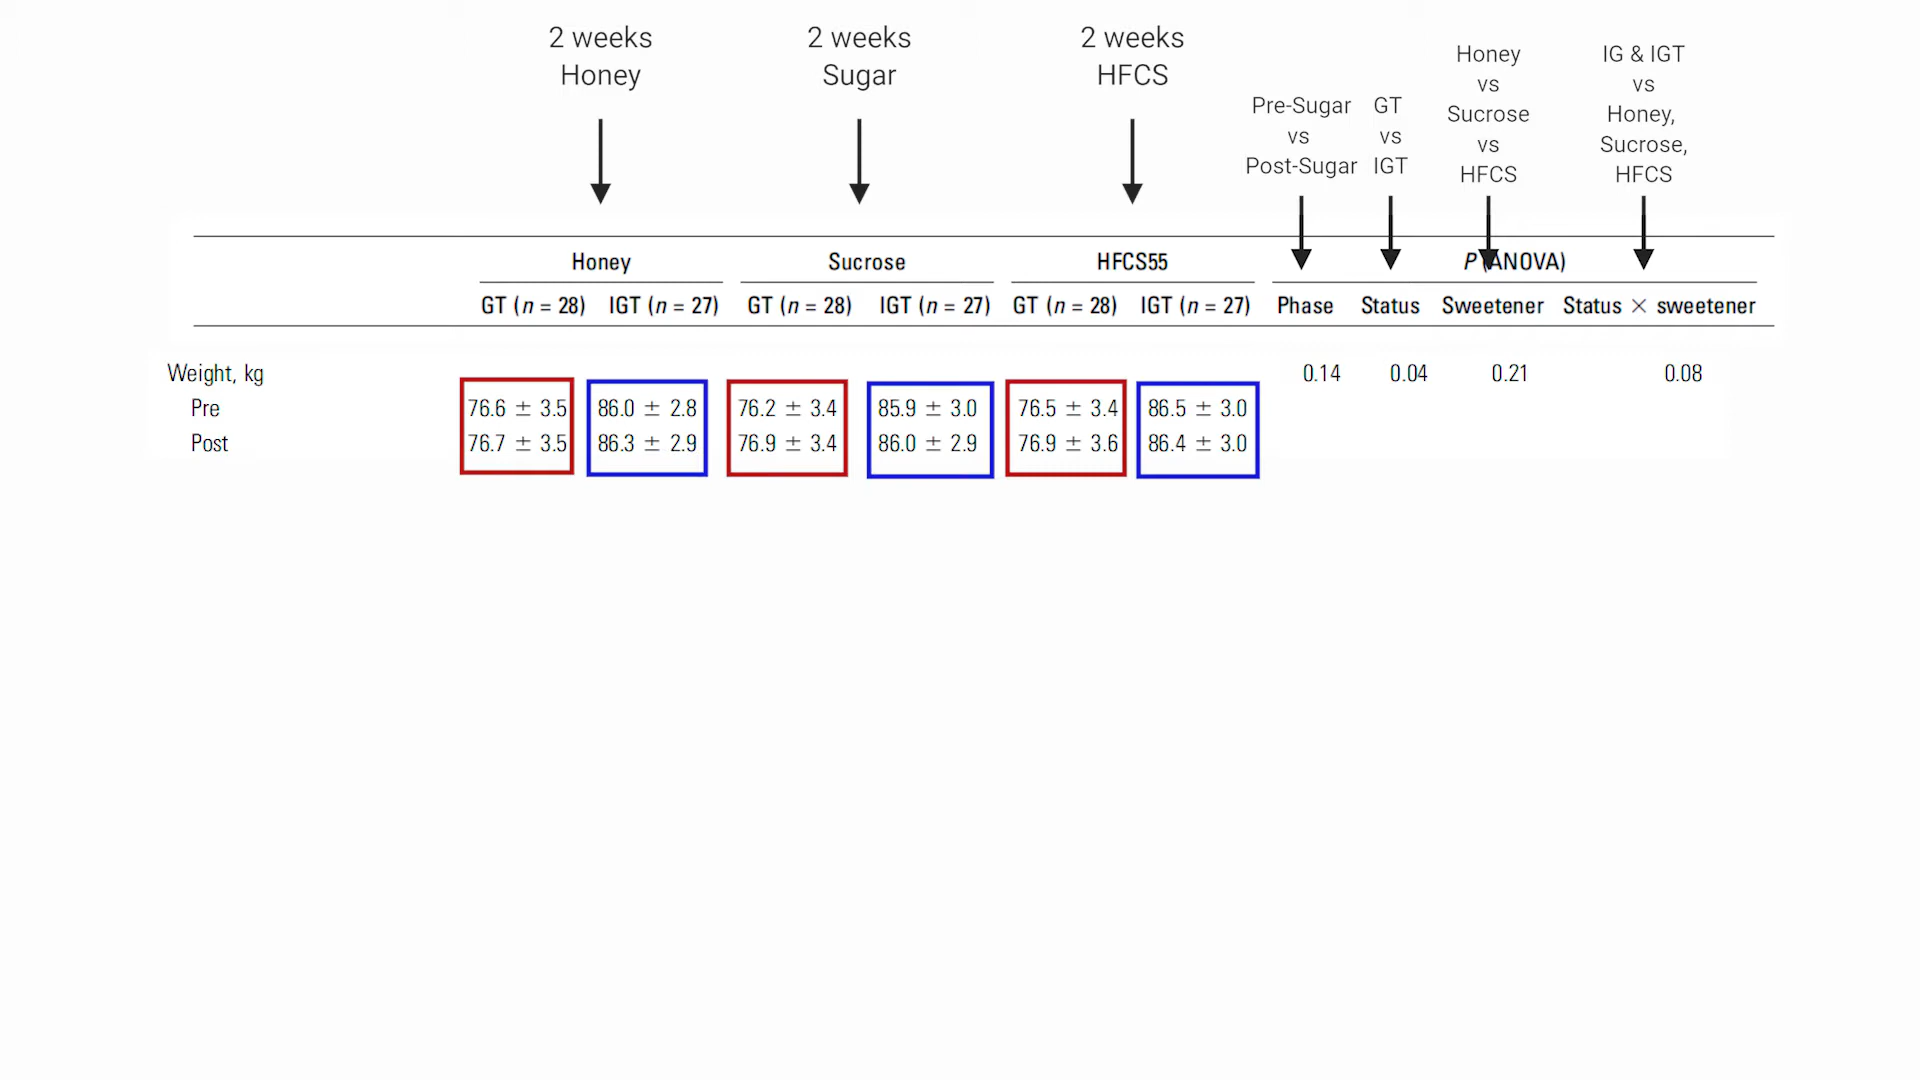 2 weeks
Honey
2 weeks
Sugar
2 weeks
HFCS
Pre-Sugar
vs
Post-Sugar
GT
vs
IGT
Honey
vs
Sucrose
vs
HFCS
IG & IGT
vs
Honey,
Sucrose,
HFCS
Honey Sucrose HFCS55 P (ANOVA)
GT (n = 28) IGT (n = 27) GT (n = 28) IGT (n = 27) GT (n = 28) IGT (n = 27) Phase Status Sweetener Status × sweetener
Weight, kg 0.14 0.04 0.21 0.08
Pre 76.6 ± 3.5 86.0 ± 2.8 76.2 ± 3.4 85.9 ± 3.0 76.5 ± 3.4 86.5 ± 3.0
Post 76.7 ± 3.5 86.3 ± 2.9 76.9 ± 3.4 86.0 ± 2.9 76.9 ± 3.6 86.4 ± 3.0